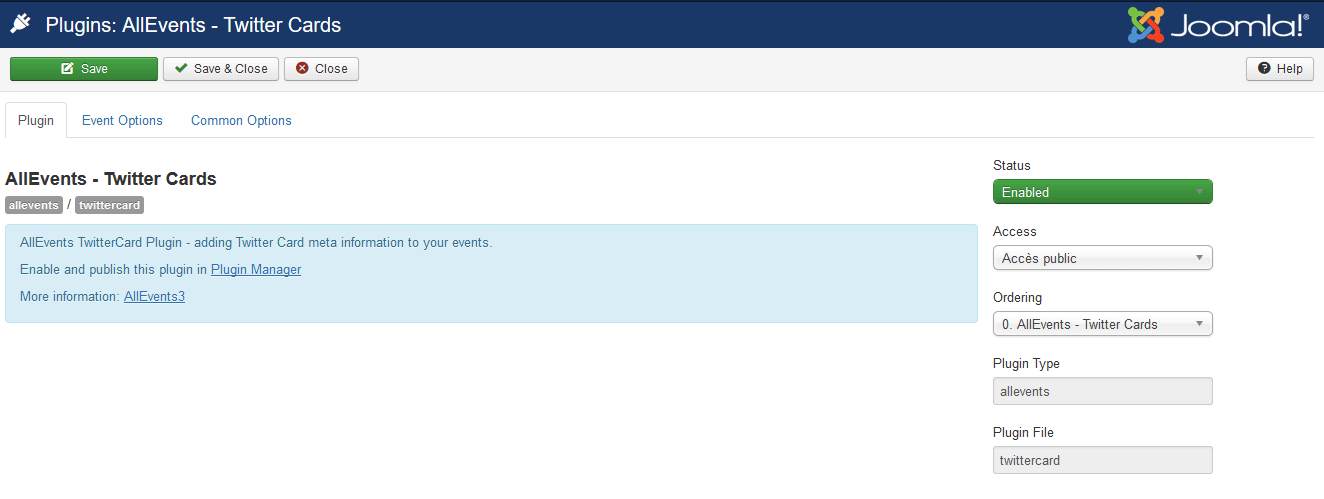 Plugins: AllEvents - Twitter Cards
Joomla!®
Save
Save & Close
Close
Help
Plugin
Event Options
Common Options
AllEvents - Twitter Cards
allevents / twittercard
AllEvents TwitterCard Plugin - adding Twitter Card meta information to your events.
Enable and publish this plugin in Plugin Manager
More information: AllEvents3
Status
Enabled
Access
Accès public
Ordering
0. AllEvents - Twitter Cards
Plugin Type
allevents
Plugin File
twittercard